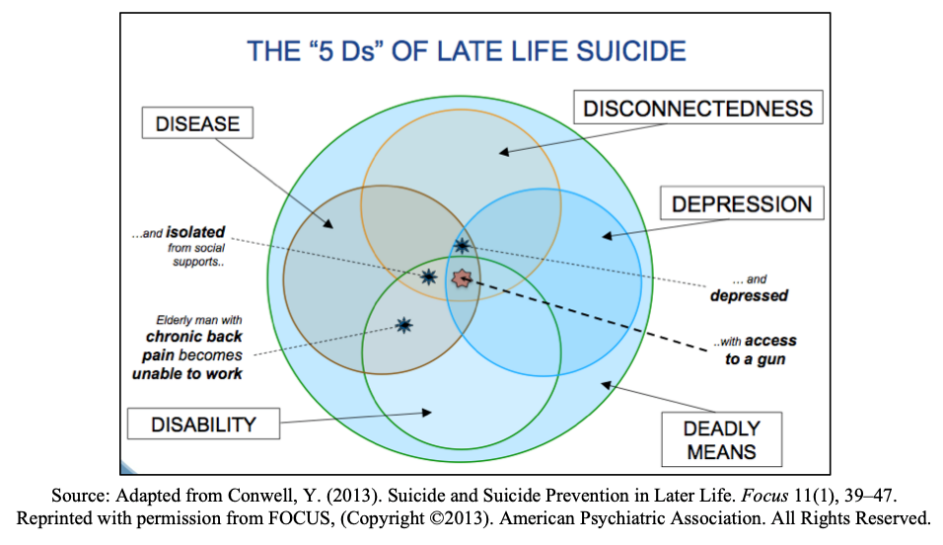 THE “5 Ds” OF LATE LIFE SUICIDE
DISEASE
DISCONNECTEDNESS
DEPRESSION
...and isolated
from social
supports..
... and
depressed
Elderly man with
chronic back
pain becomes
unable to work
..with access
to a gun
DISABILITY
DEADLY
MEANS
Source: Adapted from Conwell, Y. (2013). Suicide and Suicide Prevention in Later Life. Focus 11(1), 39–47.
Reprinted with permission from FOCUS, (Copyright ©2013). American Psychiatric Association. All Rights Reserved.